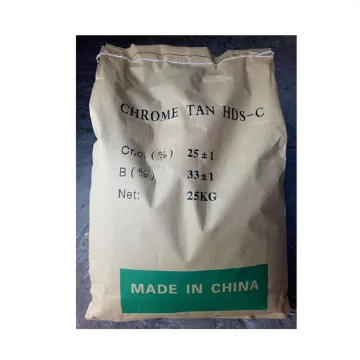 CHROME TAN HDS-C
Cr₂O₃ (%) 25±1
B (%) 33±1
Net: 25KG
MADE IN CHINA